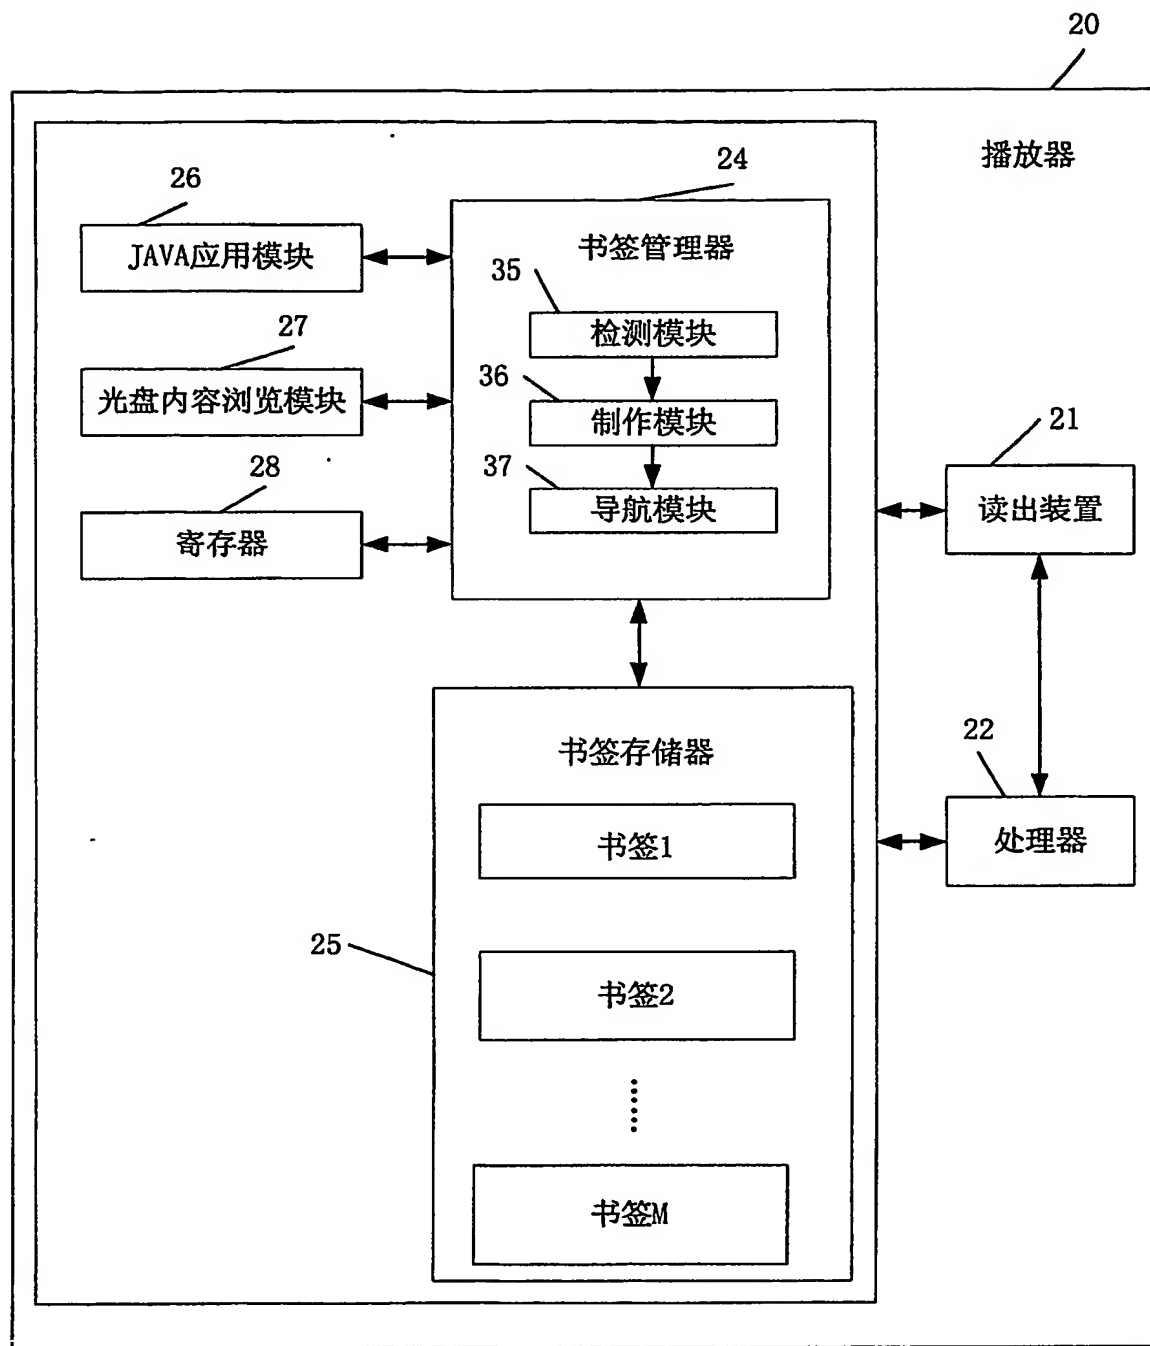 20
播放器
24
26
JAVA应用模块
书签管理器
35
检测模块
27
光盘内容浏览模块
36
制作模块
21
读出装置
28
寄存器
37
导航模块
22
处理器
书签存储器
书签1
25
书签2
······
书签M